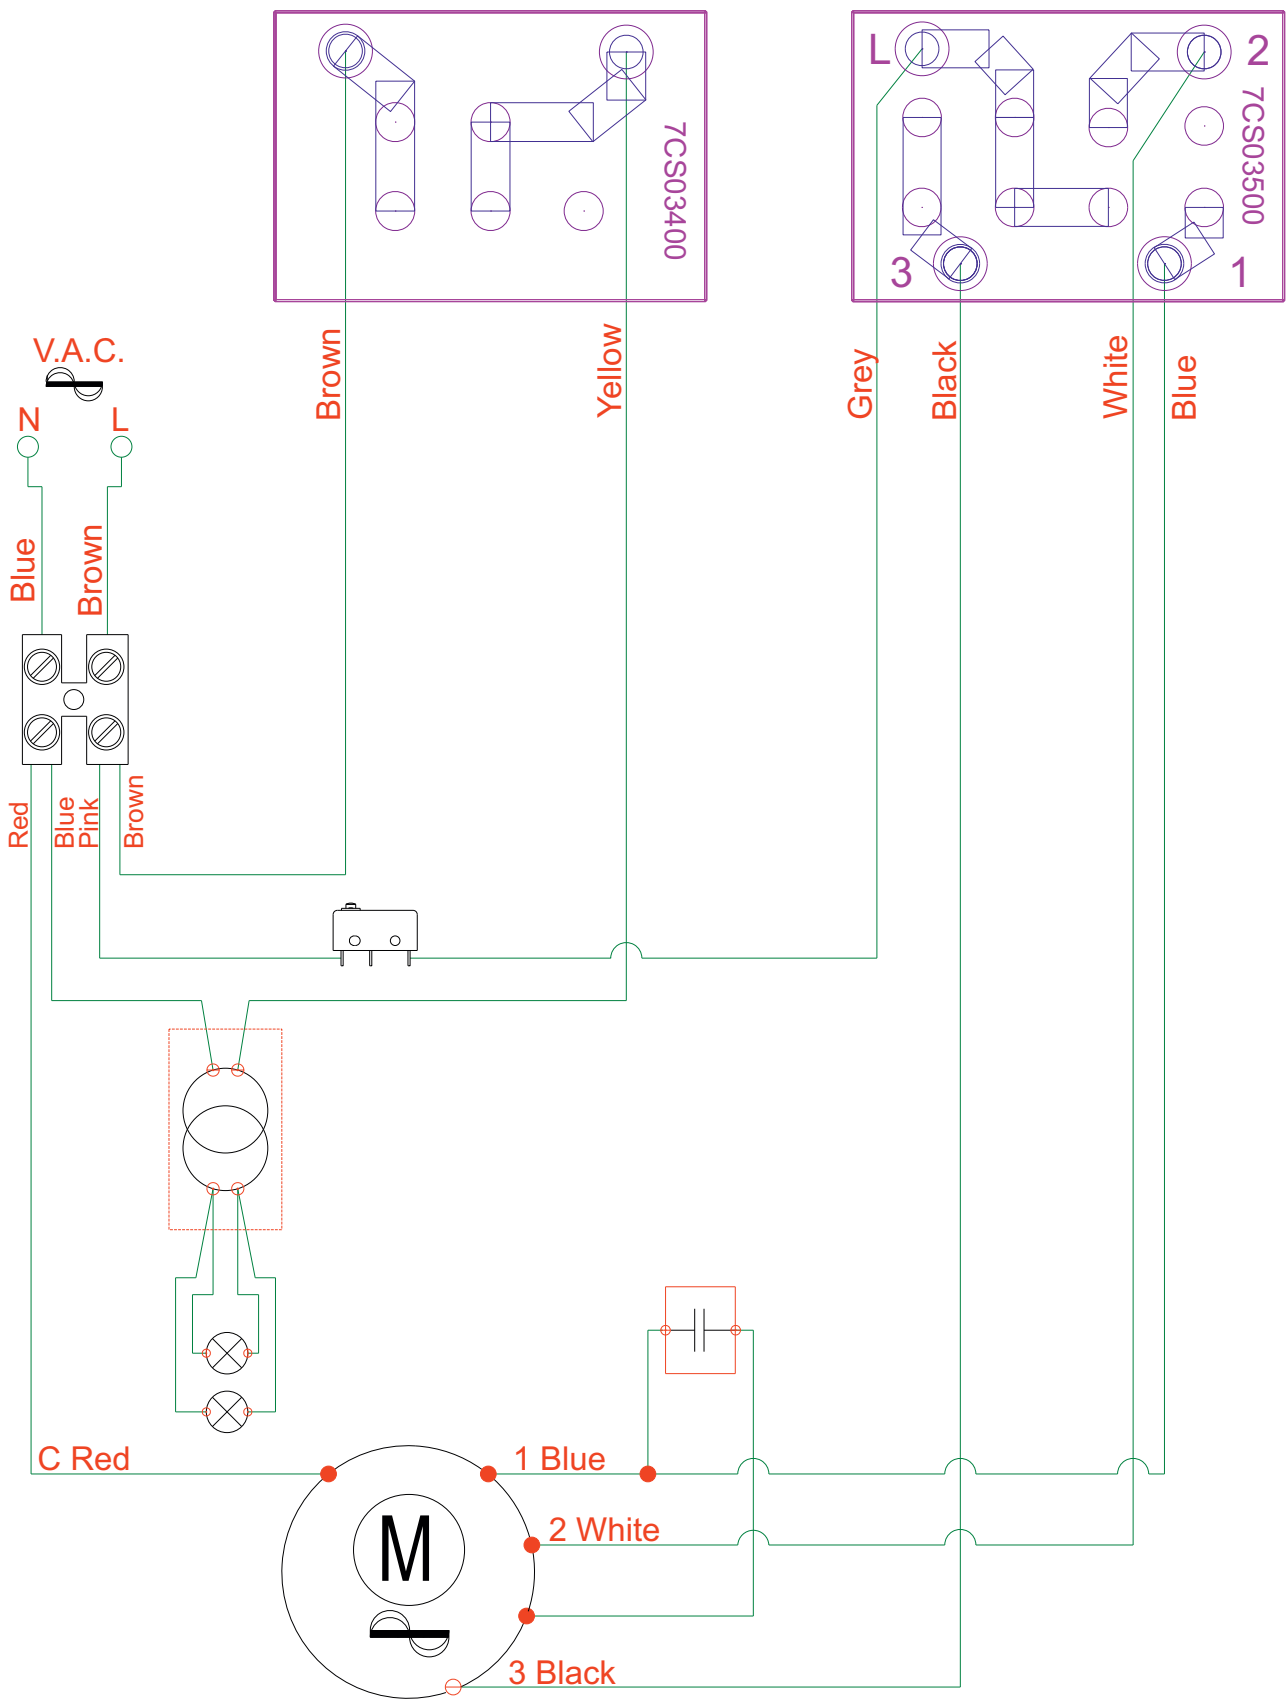 L
2
7CS03400
7CS03500
3
1
V.A.C.
N
L
Brown
Yellow
Grey
Black
White
Blue
Blue
Brown
Red
Blue
Pink
Brown
C Red
1 Blue
2 White
M
3 Black